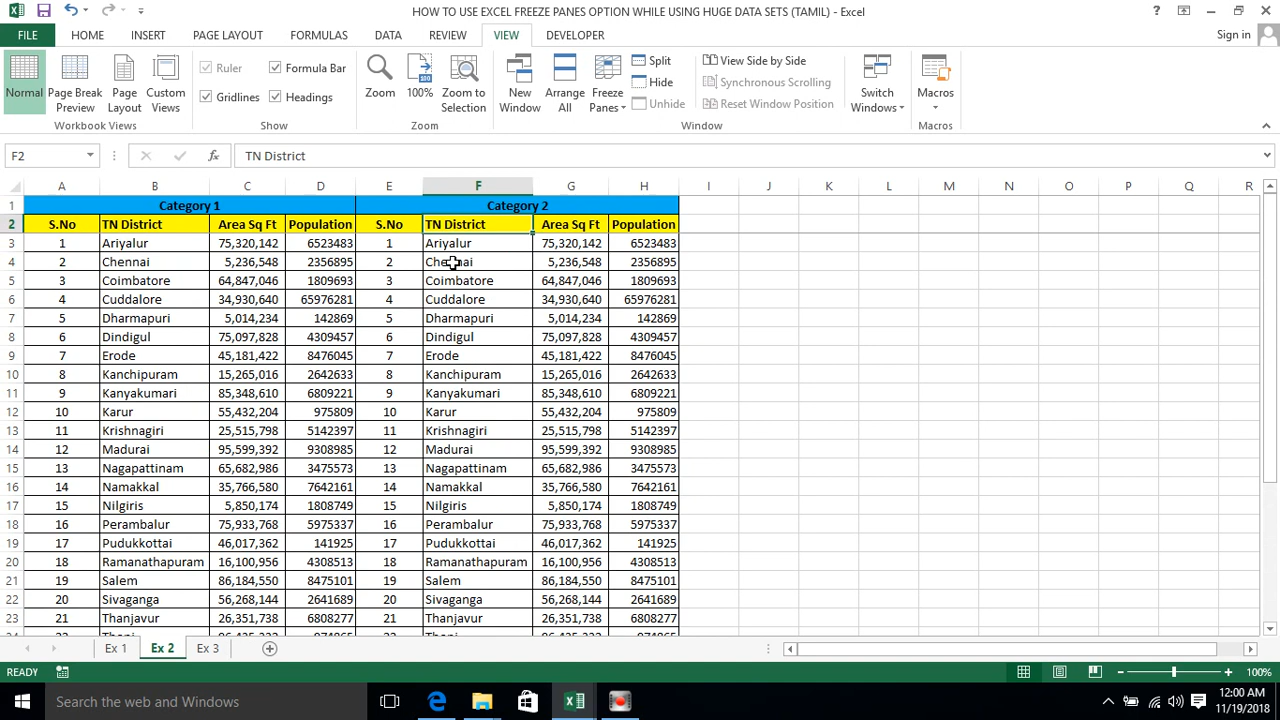 HOW TO USE EXCEL FREEZE PANES OPTION WHILE USING HUGE DATA SETS (TAMIL) - Excel
FILE HOME INSERT PAGE LAYOUT FORMULAS DATA REVIEW VIEW DEVELOPER Sign in
Normal Page Break Preview Page Layout Custom Views Ruler Formula Bar Gridlines Headings Zoom 100% Zoom to Selection New Window Arrange All Freeze Panes Split Hide Unhide View Side by Side Synchronous Scrolling Reset Window Position Switch Windows Macros
Workbook Views Show Zoom Window Macros
F2 fx TN District
A B C D E F G H I J K L M N O P Q R
1 Category 1 Category 2
2 S.No TN District Area Sq Ft Population S.No TN District Area Sq Ft Population
3 1 Ariyalur 75,320,142 6523483 1 Ariyalur 75,320,142 6523483
4 2 Chennai 5,236,548 2356895 2 Chennai 5,236,548 2356895
5 3 Coimbatore 64,847,046 1809693 3 Coimbatore 64,847,046 1809693
6 4 Cuddalore 34,930,640 65976281 4 Cuddalore 34,930,640 65976281
7 5 Dharmapuri 5,014,234 142869 5 Dharmapuri 5,014,234 142869
8 6 Dindigul 75,097,828 4309457 6 Dindigul 75,097,828 4309457
9 7 Erode 45,181,422 8476045 7 Erode 45,181,422 8476045
10 8 Kanchipuram 15,265,016 2642633 8 Kanchipuram 15,265,016 2642633
11 9 Kanyakumari 85,348,610 6809221 9 Kanyakumari 85,348,610 6809221
12 10 Karur 55,432,204 975809 10 Karur 55,432,204 975809
13 11 Krishnagiri 25,515,798 5142397 11 Krishnagiri 25,515,798 5142397
14 12 Madurai 95,599,392 9308985 12 Madurai 95,599,392 9308985
15 13 Nagapattinam 65,682,986 3475573 13 Nagapattinam 65,682,986 3475573
16 14 Namakkal 35,766,580 7642161 14 Namakkal 35,766,580 7642161
17 15 Nilgiris 5,850,174 1808749 15 Nilgiris 5,850,174 1808749
18 16 Perambalur 75,933,768 5975337 16 Perambalur 75,933,768 5975337
19 17 Pudukkottai 46,017,362 141925 17 Pudukkottai 46,017,362 141925
20 18 Ramanathapuram 16,100,956 4308513 18 Ramanathapuram 16,100,956 4308513
21 19 Salem 86,184,550 8475101 19 Salem 86,184,550 8475101
22 20 Sivaganga 56,268,144 2641689 20 Sivaganga 56,268,144 2641689
23 21 Thanjavur 26,351,738 6808277 21 Thanjavur 26,351,738 6808277
Ex 1 Ex 2 Ex 3
READY 100%
Search the web and Windows 12:00 AM
11/19/2018